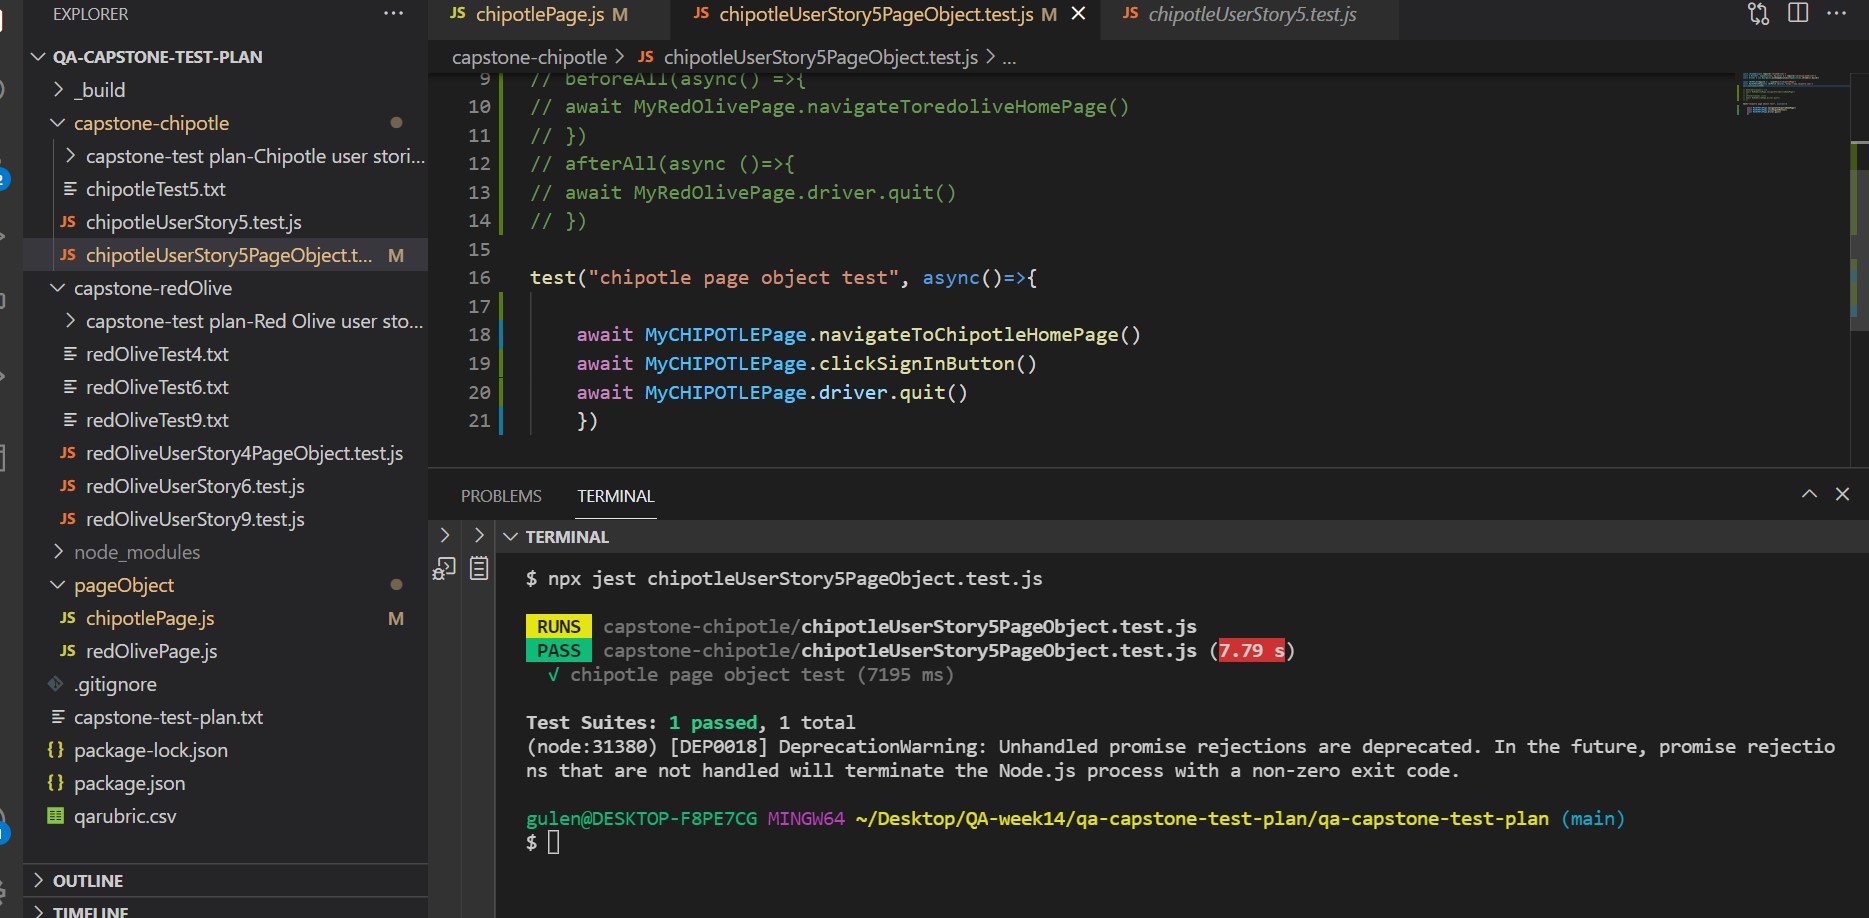 EXPLORER
QA-CAPSTONE-TEST-PLAN
_build
capstone-chipotle
capstone-test plan-Chipotle user stori...
chipotleTest5.txt
JS chipotleUserStory5.test.js
JS chipotleUserStory5PageObject.t... M
capstone-redOlive
capstone-test plan-Red Olive user sto...
redOliveTest4.txt
redOliveTest6.txt
redOliveTest9.txt
JS redOliveUserStory4PageObject.test.js
JS redOliveUserStory6.test.js
JS redOliveUserStory9.test.js
node_modules
pageObject
JS chipotlePage.js M
JS redOlivePage.js
.gitignore
capstone-test-plan.txt
{} package-lock.json
{} package.json
qarubric.csv
OUTLINE
TIMELINE
JS chipotlePage.js M
JS chipotleUserStory5PageObject.test.js M
JS chipotleUserStory5.test.js
capstone-chipotle > JS chipotleUserStory5PageObject.test.js > ...
9 // beforeAll(async() =>{
10 // await MyRedOlivePage.navigateToredoliveHomePage()
11 // })
12 // afterAll(async ()=>{
13 // await MyRedOlivePage.driver.quit()
14 // })
15
16 test("chipotle page object test", async()=>{
17
18 await MyCHIPOTLEPage.navigateToChipotleHomePage()
19 await MyCHIPOTLEPage.clickSignInButton()
20 await MyCHIPOTLEPage.driver.quit()
21 })
PROBLEMS TERMINAL
TERMINAL
$ npx jest chipotleUserStory5PageObject.test.js
RUNS capstone-chipotle/chipotleUserStory5PageObject.test.js
PASS capstone-chipotle/chipotleUserStory5PageObject.test.js (7.79 s)
√ chipotle page object test (7195 ms)
Test Suites: 1 passed, 1 total
(node:31380) [DEP0018] DeprecationWarning: Unhandled promise rejections are deprecated. In the future, promise rejectio
ns that are not handled will terminate the Node.js process with a non-zero exit code.
gulen@DESKTOP-F8PE7CG MINGW64 ~/Desktop/QA-week14/qa-capstone-test-plan/qa-capstone-test-plan (main)
$